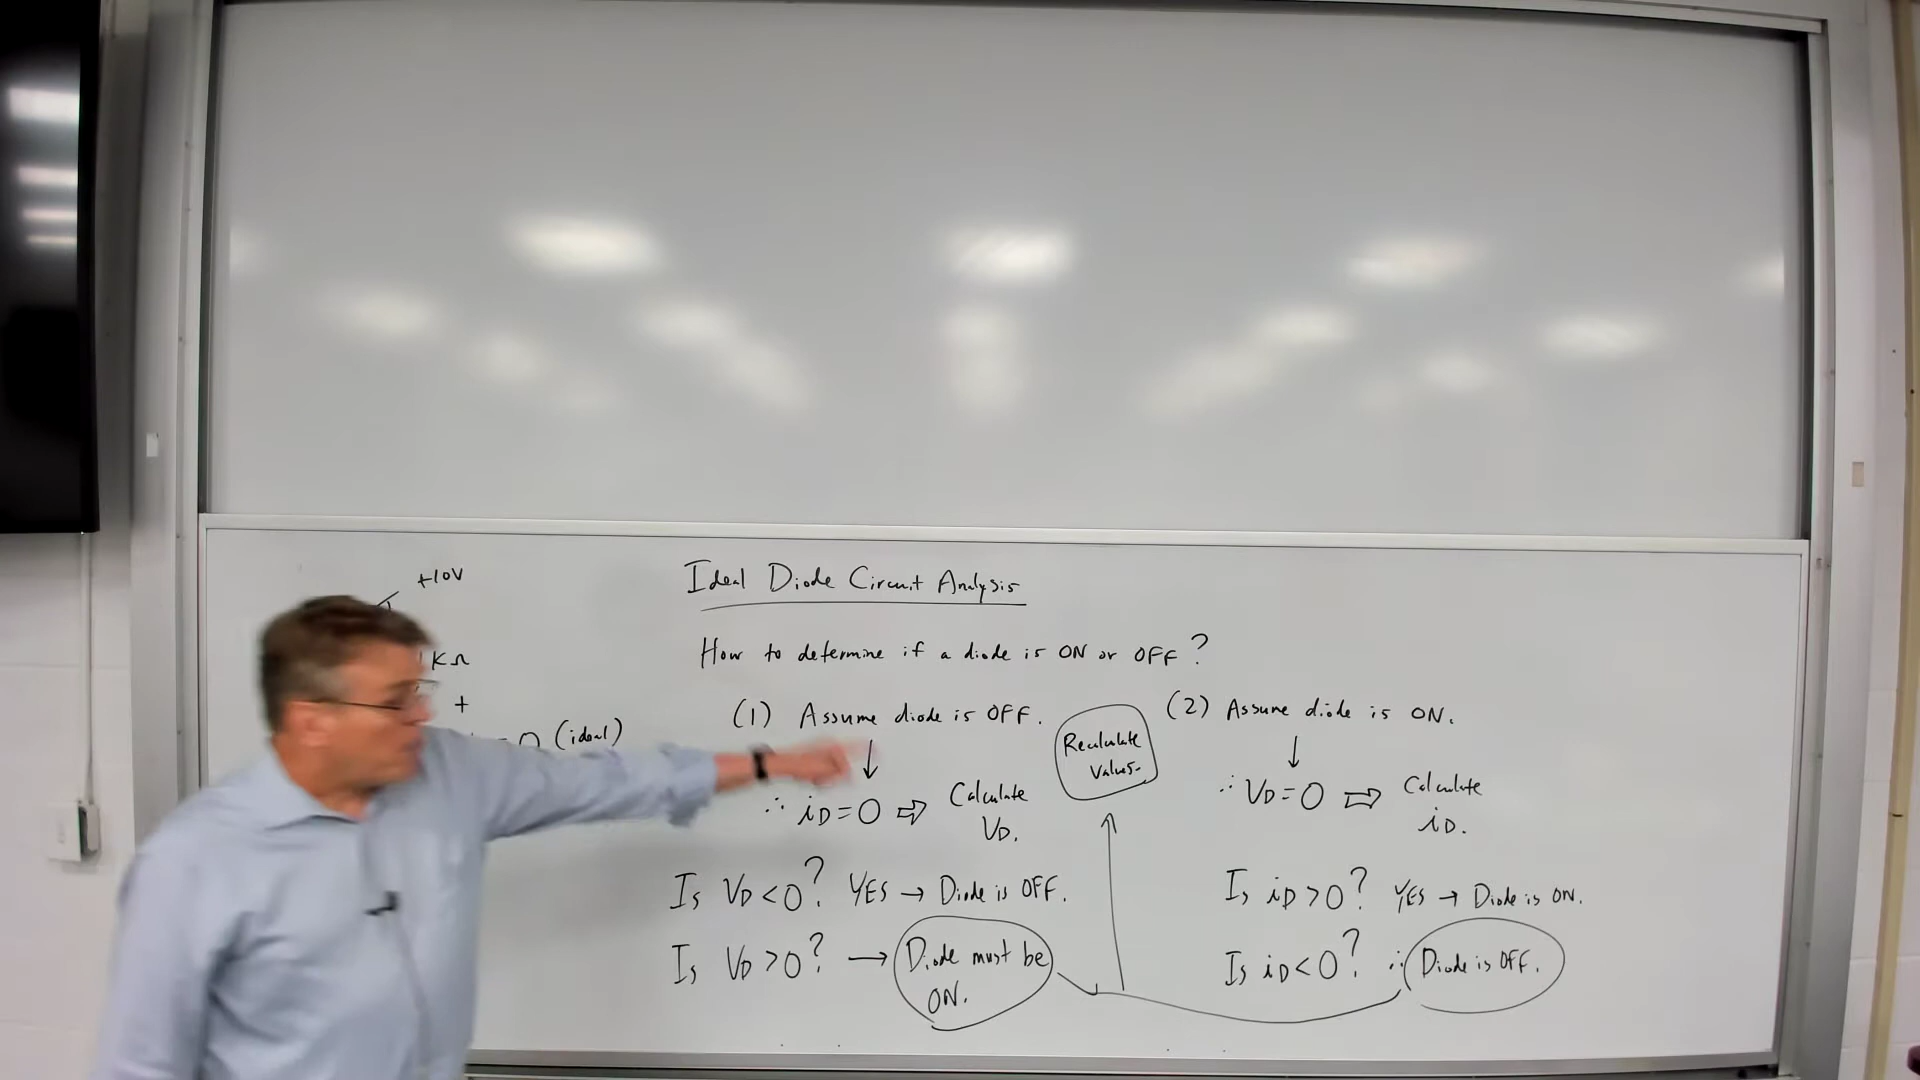 +10V
1KΩ
+
=0 (ideal)
Ideal Diode Circuit Analysis
How to determine if a diode is ON or OFF?
(1) Assume diode is OFF.
∴ iD=0 ⇨ Calculate
VD.
Is VD<0? YES → Diode is OFF.
Is VD>0? → Diode must be
ON.
Recalculate
Values.
(2) Assume diode is ON.
∴ VD=0 ⇨ Calculate
iD.
Is iD>0? YES → Diode is ON.
Is iD<0? ∴ Diode is OFF.